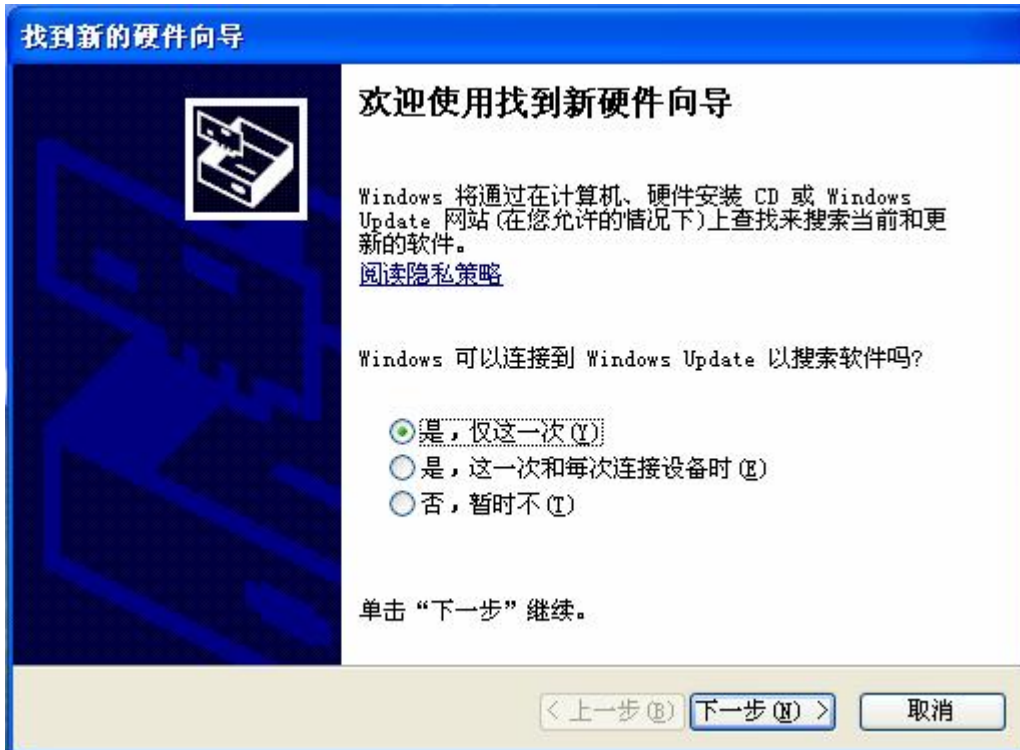 找到新的硬件向导
欢迎使用找到新硬件向导
Windows 将通过在计算机、硬件安装 CD 或 Windows
Update 网站(在您允许的情况下)上查找来搜索当前和更
新的软件。
阅读隐私策略
Windows 可以连接到 Windows Update 以搜索软件吗?
是，仅这一次(Y)
是，这一次和每次连接设备时(E)
否，暂时不(T)
单击“下一步”继续。
< 上一步(B) 下一步(N) > 取消